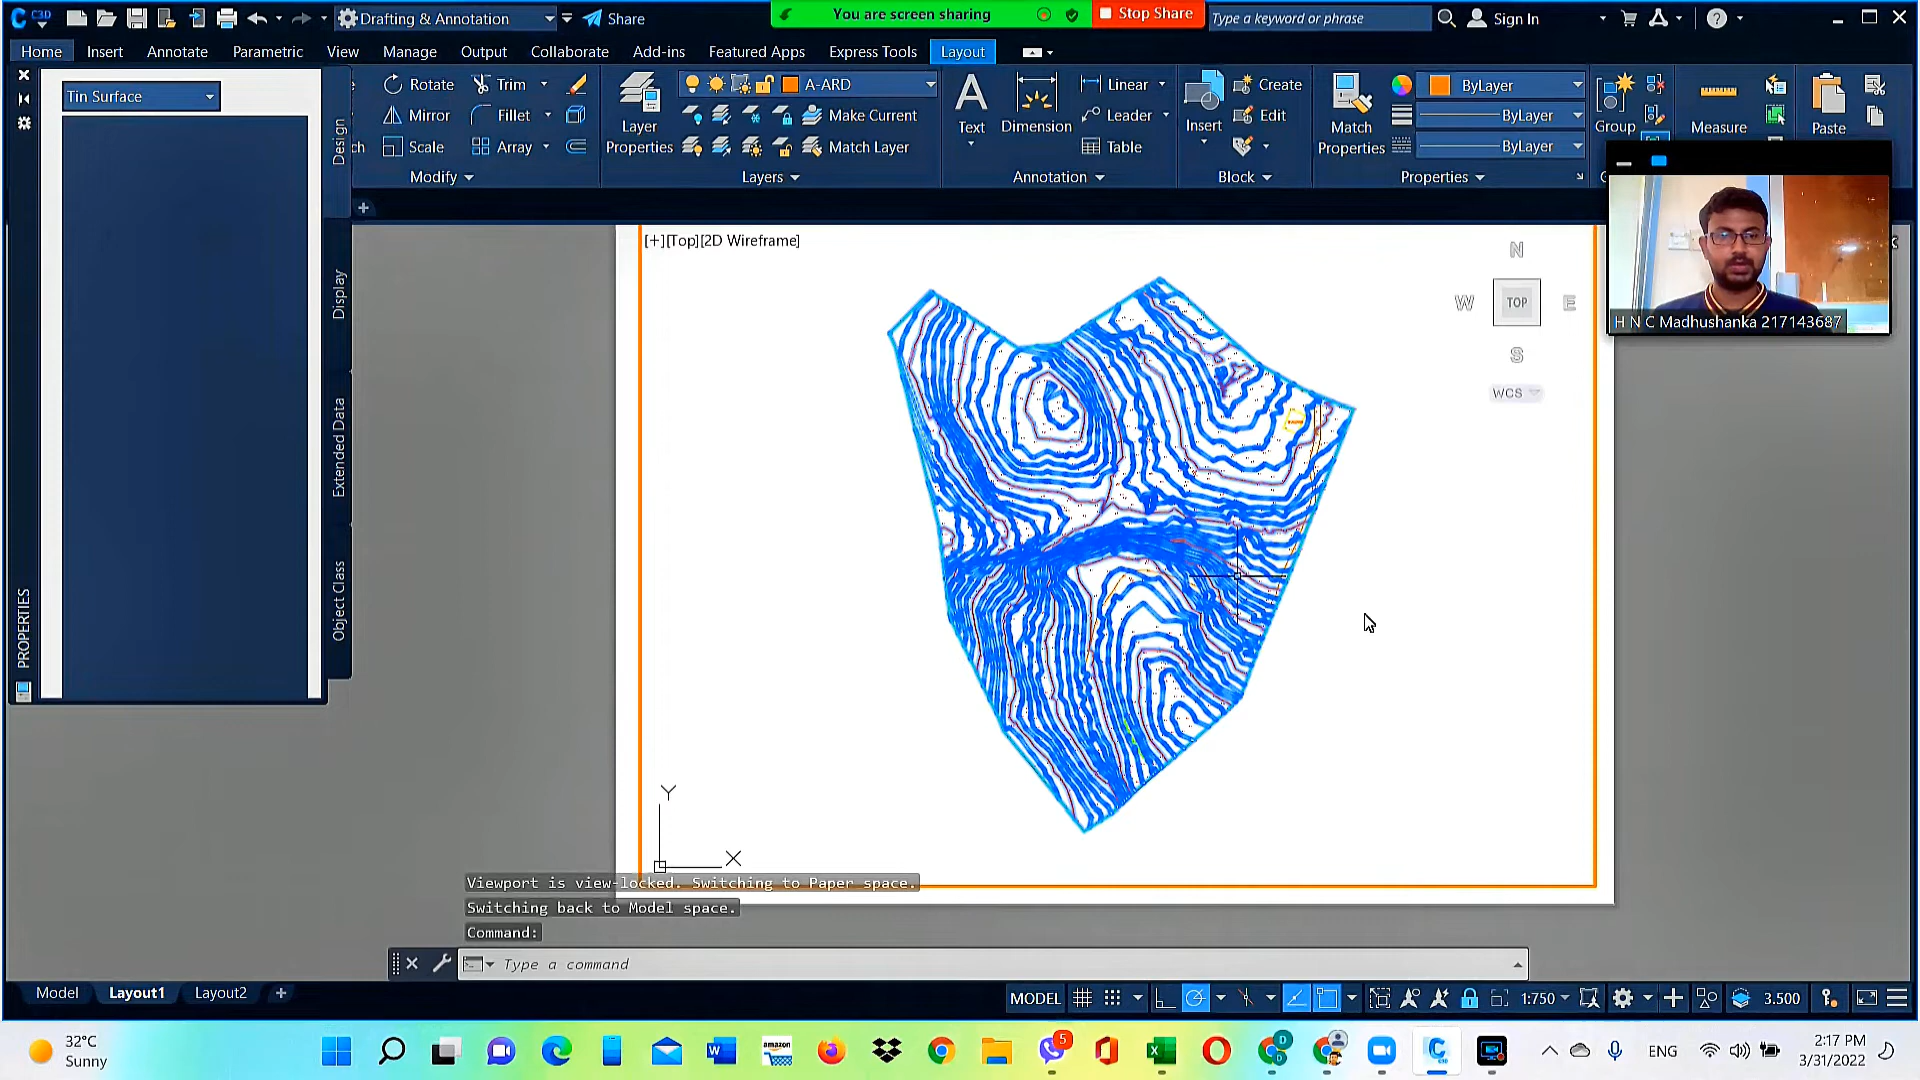 C3D
Drafting & Annotation
Share
You are screen sharing
Stop Share
Type a keyword or phrase
Sign In
Home
Insert
Annotate
Parametric
View
Manage
Output
Collaborate
Add-ins
Featured Apps
Express Tools
Layout
Tin Surface
Rotate
Trim
Mirror
Fillet
ch
Scale
Array
Modify
Layer
Properties
A-ARD
Make Current
Match Layer
Layers
Text
Dimension
Linear
Leader
Table
Annotation
Insert
Create
Edit
Block
Match
Properties
ByLayer
ByLayer
ByLayer
Properties
Group
Measure
Paste
H N C Madhushanka 217143687
Design
Display
Extended Data
Object Class
PROPERTIES
[+][Top][2D Wireframe]
N
W
TOP
E
S
WCS
Y
X
Viewport is view-locked. Switching to Paper space.
Switching back to Model space.
Command:
Type a command
Model
Layout1
Layout2
MODEL
1:750
3.500
32°C
Sunny
amazon
5
D
D
C3D
ENG
2:17 PM
3/31/2022